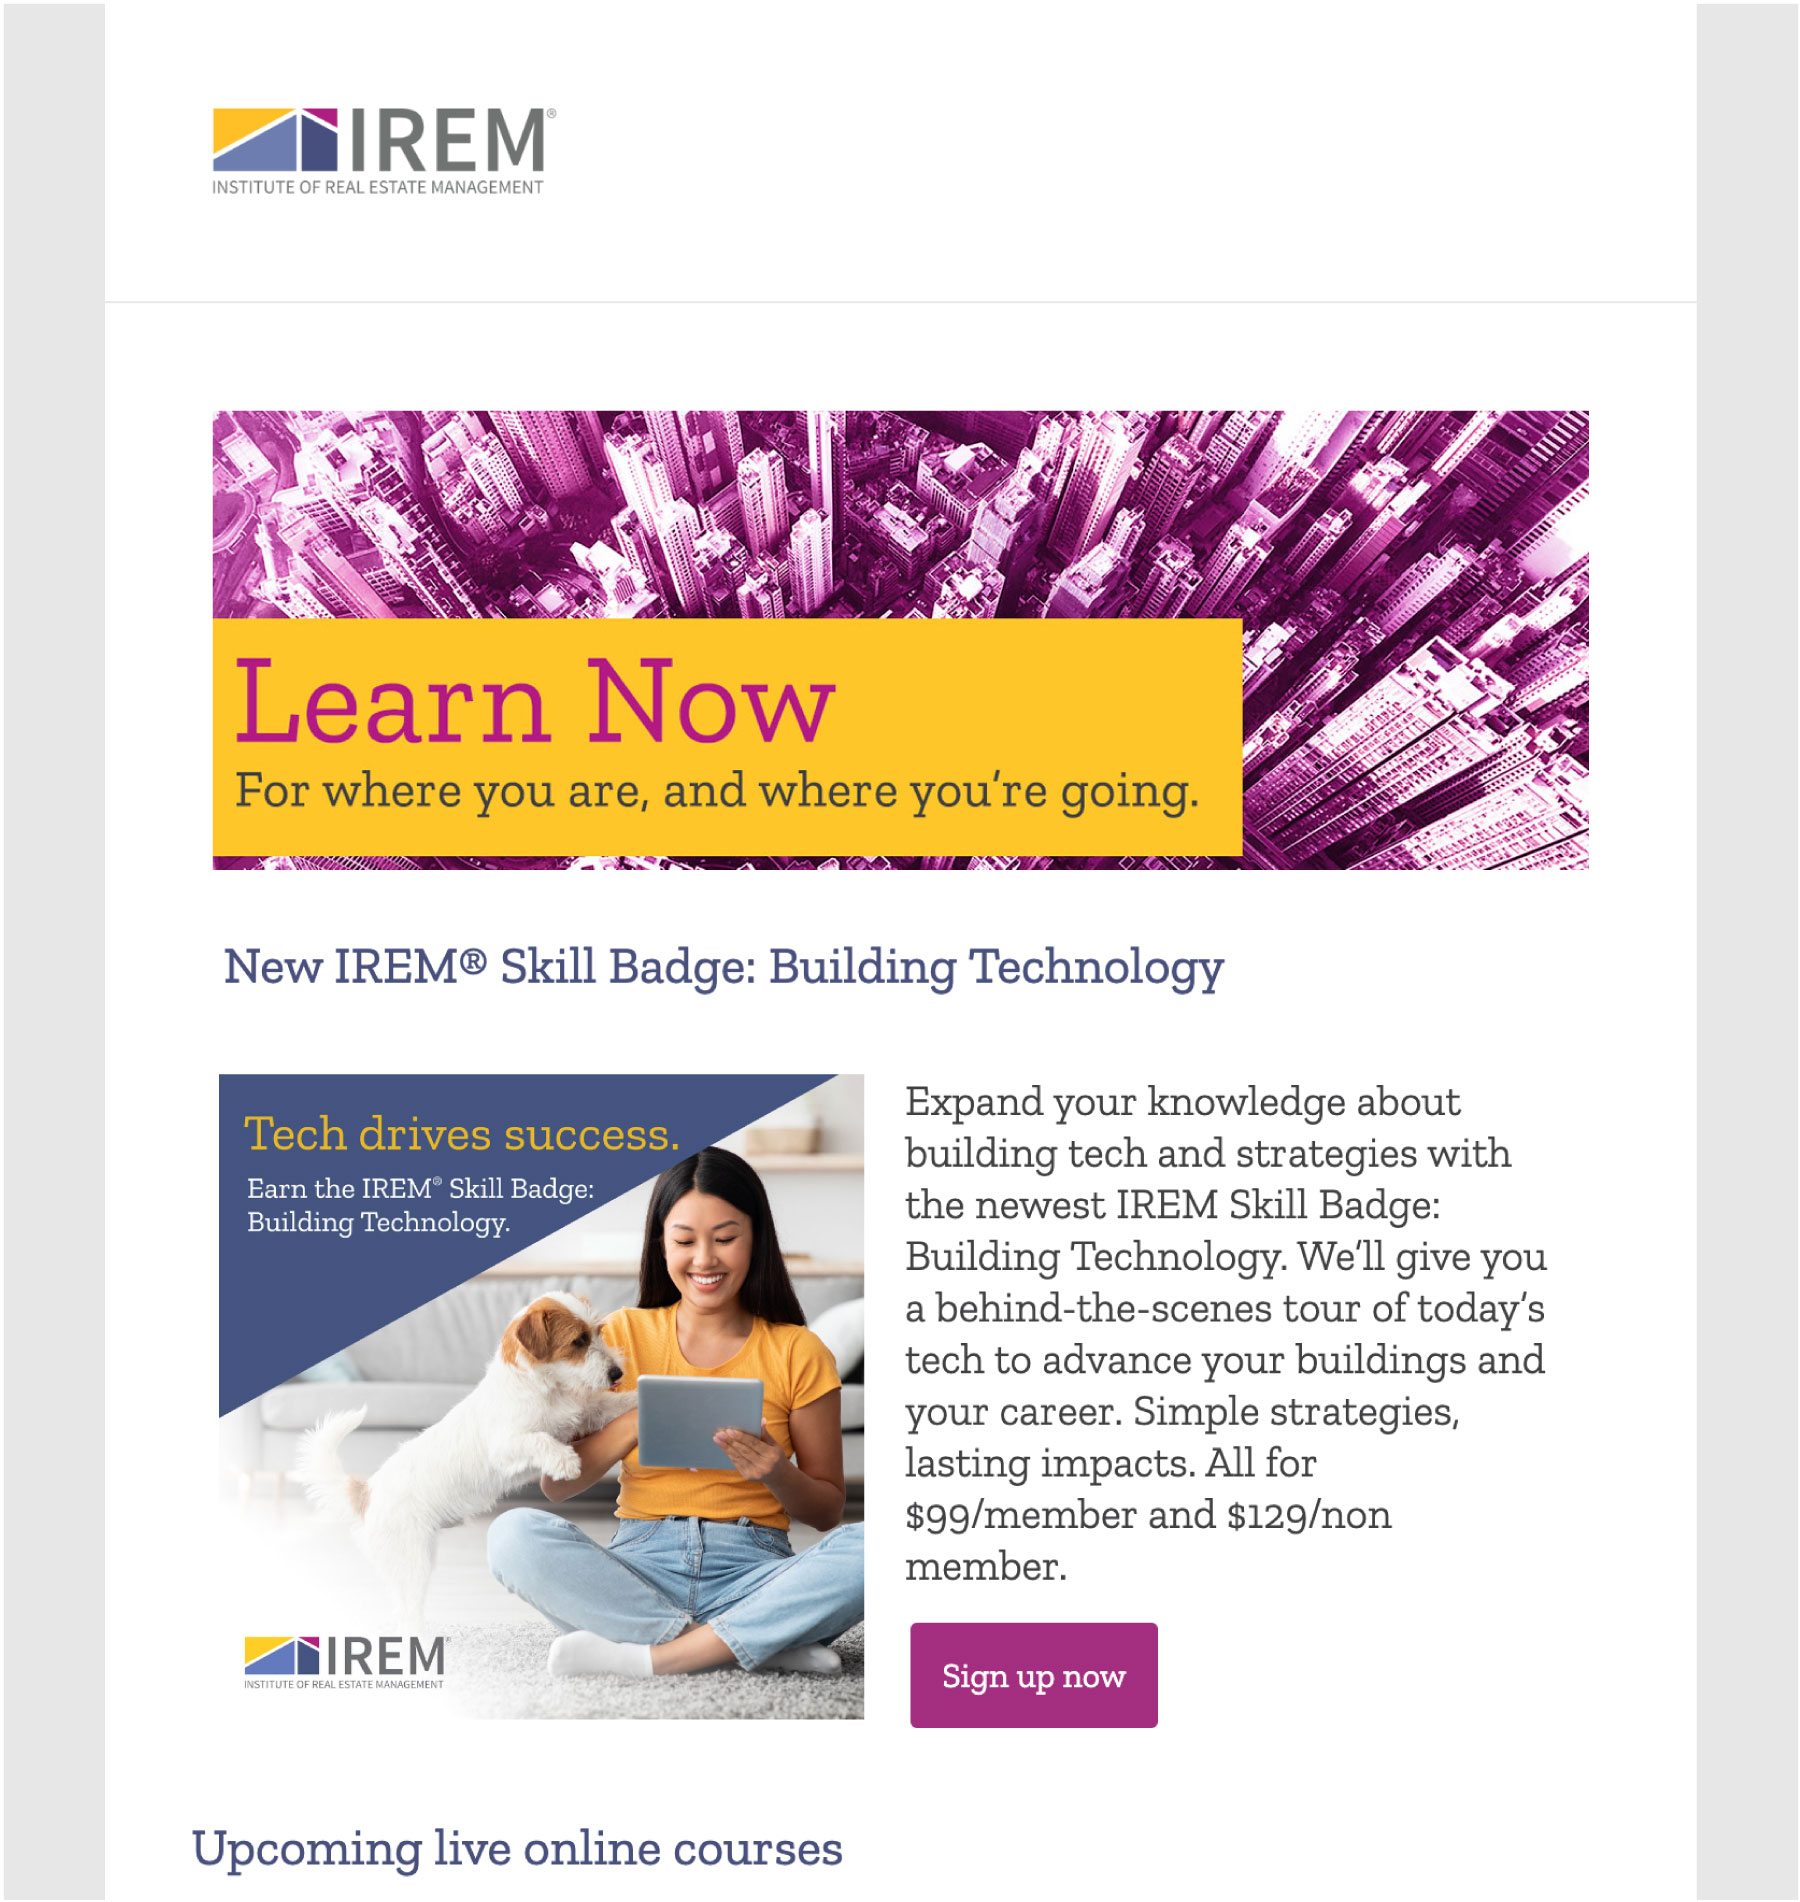 IREM®
INSTITUTE OF REAL ESTATE MANAGEMENT
Learn Now
For where you are, and where you're going.
New IREM® Skill Badge: Building Technology
Tech drives success.
Earn the IREM® Skill Badge:
Building Technology.
IREM®
INSTITUTE OF REAL ESTATE MANAGEMENT
Expand your knowledge about
building tech and strategies with
the newest IREM Skill Badge:
Building Technology. We'll give you
a behind-the-scenes tour of today's
tech to advance your buildings and
your career. Simple strategies,
lasting impacts. All for
$99/member and $129/non
member.
Sign up now
Upcoming live online courses